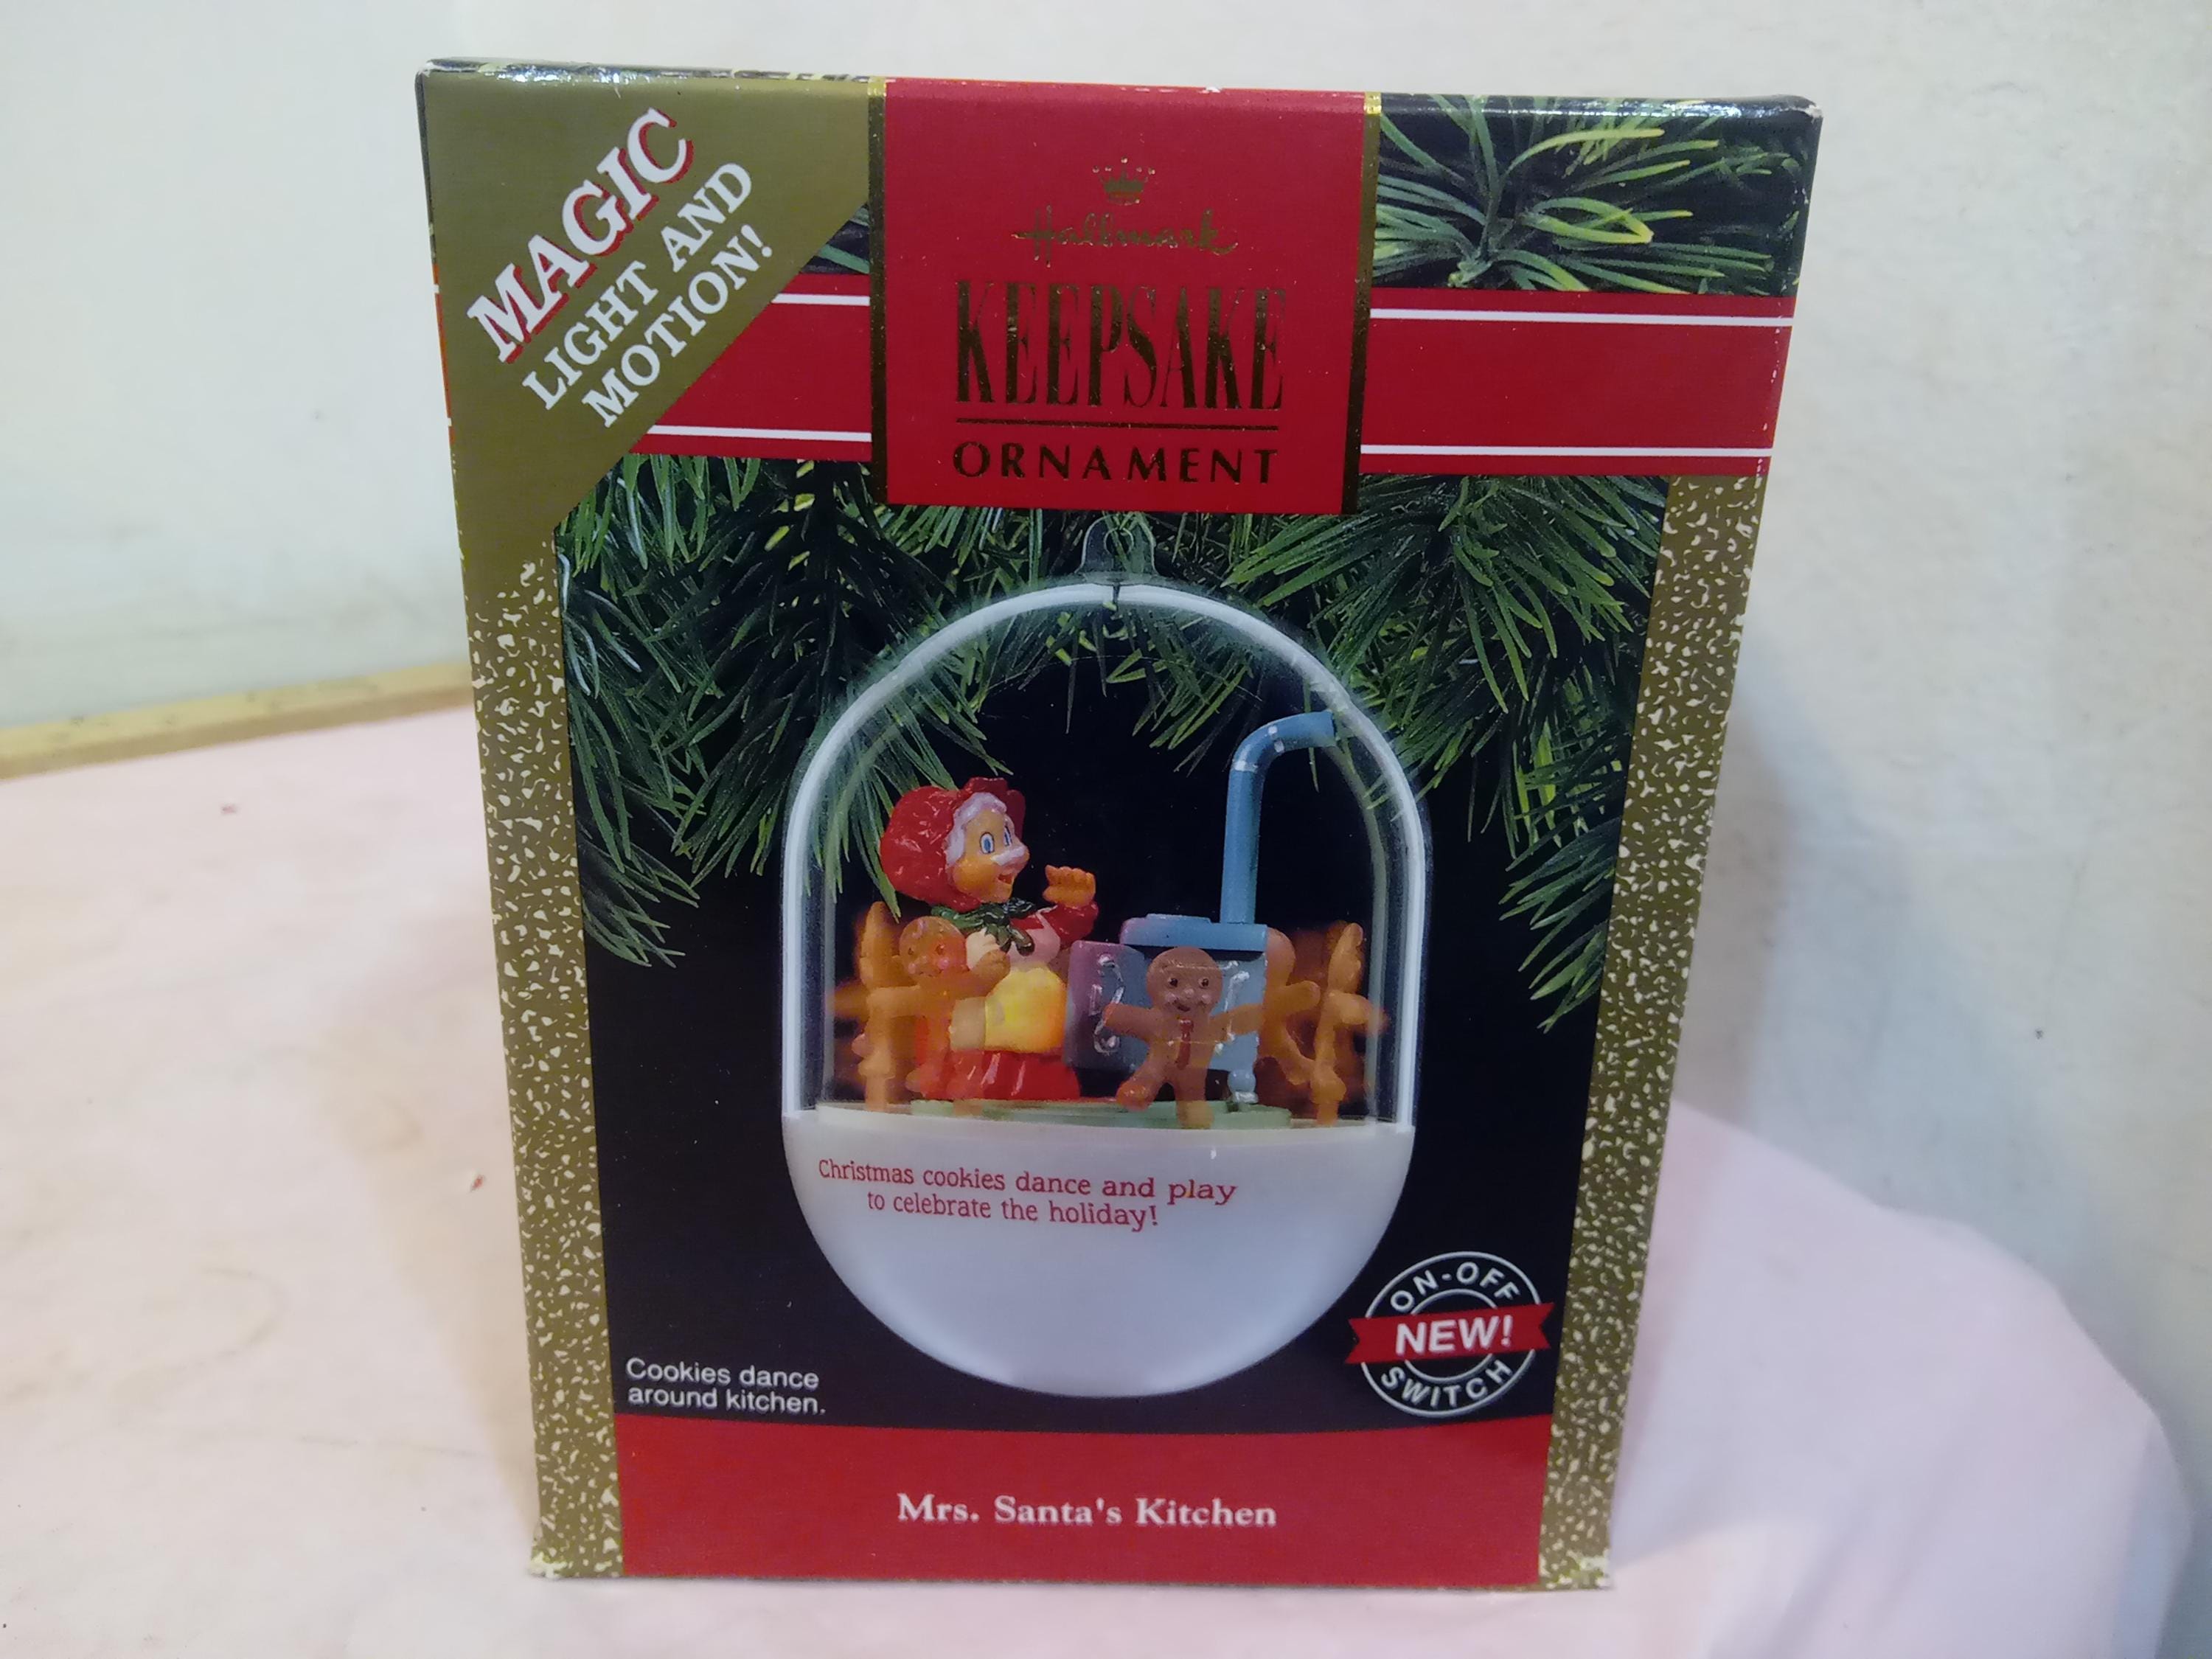 MAGIC
LIGHT AND
MOTION!
Hallmark
KEEPSAKE
ORNAMENT
Christmas cookies dance and play
to celebrate the holiday!
ON-OFF
NEW!
SWITCH
Cookies dance
around kitchen.
Mrs. Santa's Kitchen